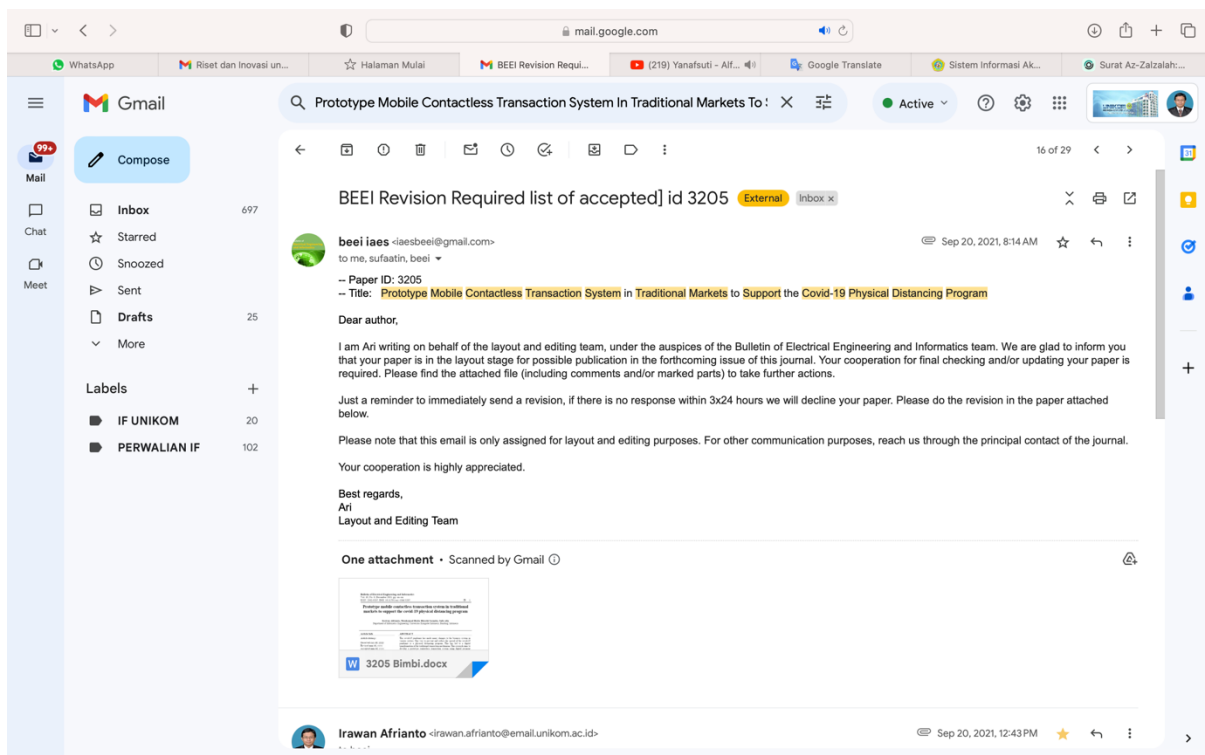 mail.google.com
WhatsApp
Riset dan Inovasi un...
Halaman Mulai
BEEI Revision Requi...
(219) Yanafsuti - Alf...
Google Translate
Sistem Informasi Ak...
Surat Az-Zalzalah:...
Gmail
Prototype Mobile Contactless Transaction System In Traditional Markets To
Active
99+
Mail
Chat
Meet
Compose
Inbox 697
Starred
Snoozed
Sent
Drafts 25
More
Labels
IF UNIKOM 20
PERWALIAN IF 102
16 of 29
31
BEEI Revision Required list of accepted] id 3205 External Inbox x
beei iaes <iaesbeei@gmail.com>
Sep 20, 2021, 8:14 AM
to me, sufaatin, beei
-- Paper ID: 3205
-- Title: Prototype Mobile Contactless Transaction System in Traditional Markets to Support the Covid-19 Physical Distancing Program
Dear author,
I am Ari writing on behalf of the layout and editing team, under the auspices of the Bulletin of Electrical Engineering and Informatics team. We are glad to inform you
that your paper is in the layout stage for possible publication in the forthcoming issue of this journal. Your cooperation for final checking and/or updating your paper is
required. Please find the attached file (including comments and/or marked parts) to take further actions.
Just a reminder to immediately send a revision, if there is no response within 3x24 hours we will decline your paper. Please do the revision in the paper attached
below.
Please note that this email is only assigned for layout and editing purposes. For other communication purposes, reach us through the principal contact of the journal.
Your cooperation is highly appreciated.
Best regards,
Ari
Layout and Editing Team
One attachment • Scanned by Gmail
Prototype mobile contactless transaction system in traditional
markets to support the covid-19 physical distancing program
W 3205 Bimbi.docx
Irawan Afrianto <irawan.afrianto@email.unikom.ac.id>
Sep 20, 2021, 12:43 PM